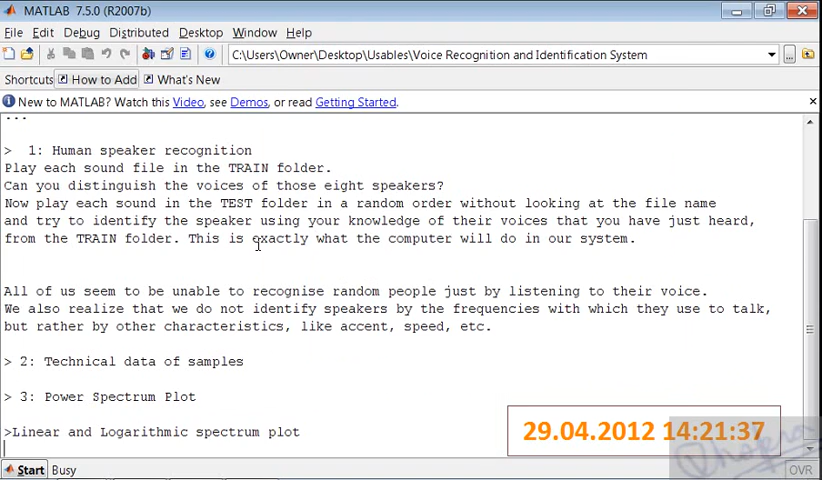 MATLAB 7.5.0 (R2007b)
File Edit Debug Distributed Desktop Window Help
C:\Users\Owner\Desktop\Usables\Voice Recognition and Identification System
Shortcuts How to Add What's New
New to MATLAB? Watch this Video, see Demos, or read Getting Started.
...
> 1: Human speaker recognition
Play each sound file in the TRAIN folder.
Can you distinguish the voices of those eight speakers?
Now play each sound in the TEST folder in a random order without looking at the file name
and try to identify the speaker using your knowledge of their voices that you have just heard,
from the TRAIN folder. This is exactly what the computer will do in our system.
All of us seem to be unable to recognise random people just by listening to their voice.
We also realize that we do not identify speakers by the frequencies with which they use to talk,
but rather by other characteristics, like accent, speed, etc.
> 2: Technical data of samples
> 3: Power Spectrum Plot
>Linear and Logarithmic spectrum plot
29.04.2012 14:21:37
Start Busy OVR